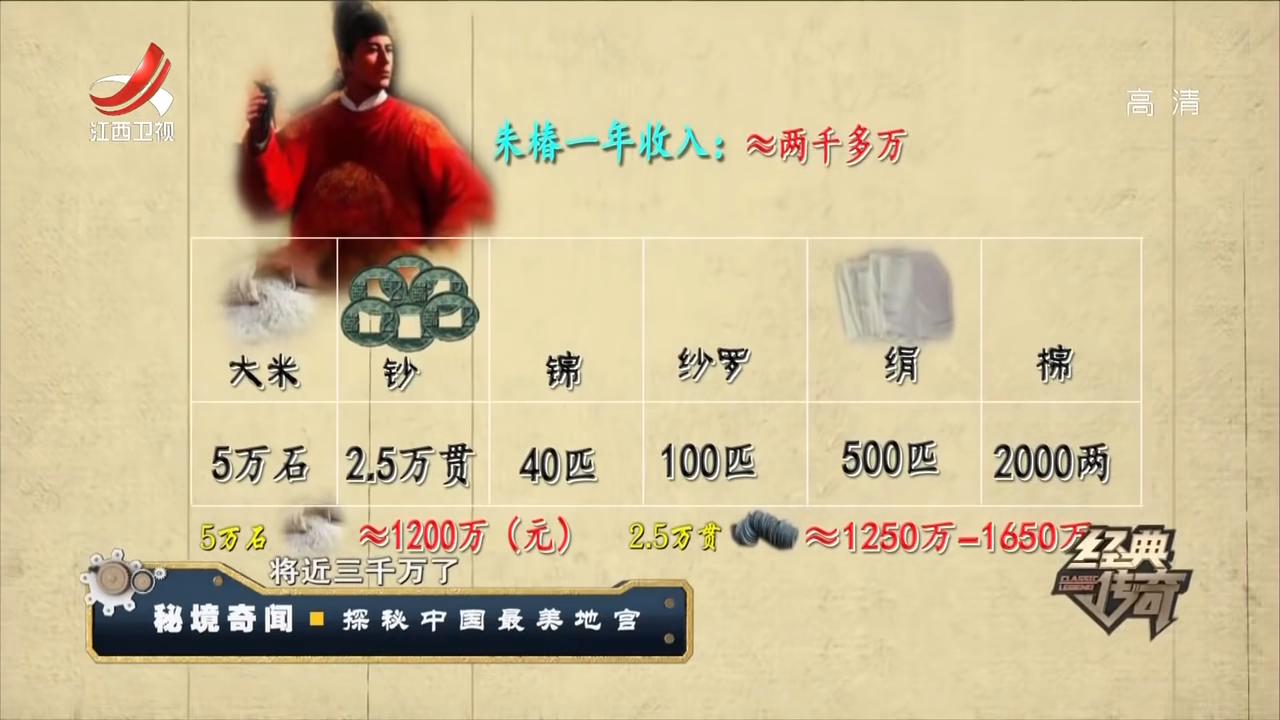 江西卫视
高清
朱椿一年收入：≈两千多万
大米 钞 锦 纱罗 绢 棉
5万石 2.5万贯 40匹 100匹 500匹 2000两
5万石 ≈1200万（元） 2.5万贯 ≈1250万-1650万
将近三千万了
经典传奇
CLASSIC LEGEND
秘境奇闻 ■ 探秘中国最美地宫